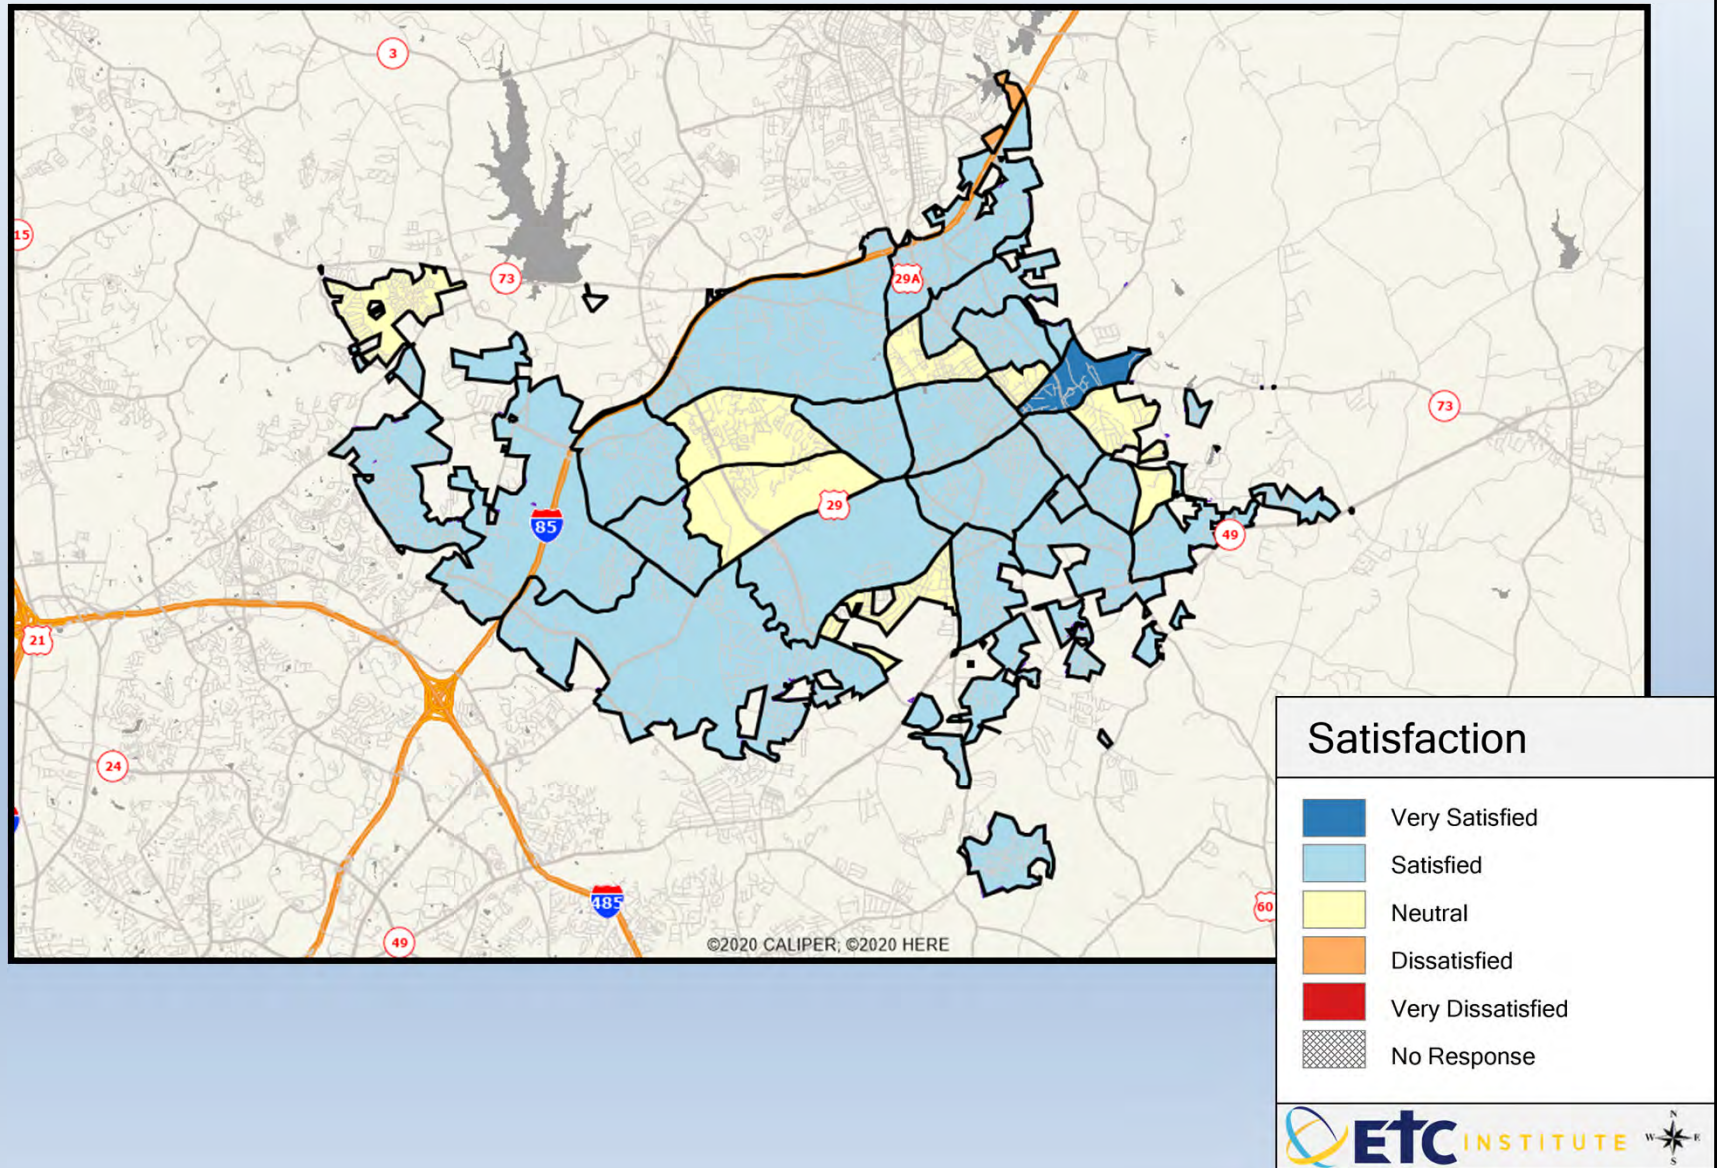 3
15
73
29A
73
29
85
49
21
24
485
60
49
©2020 CALIPER; ©2020 HERE
Satisfaction
Very Satisfied
Satisfied
Neutral
Dissatisfied
Very Dissatisfied
No Response
N
W E
S
ETC INSTITUTE